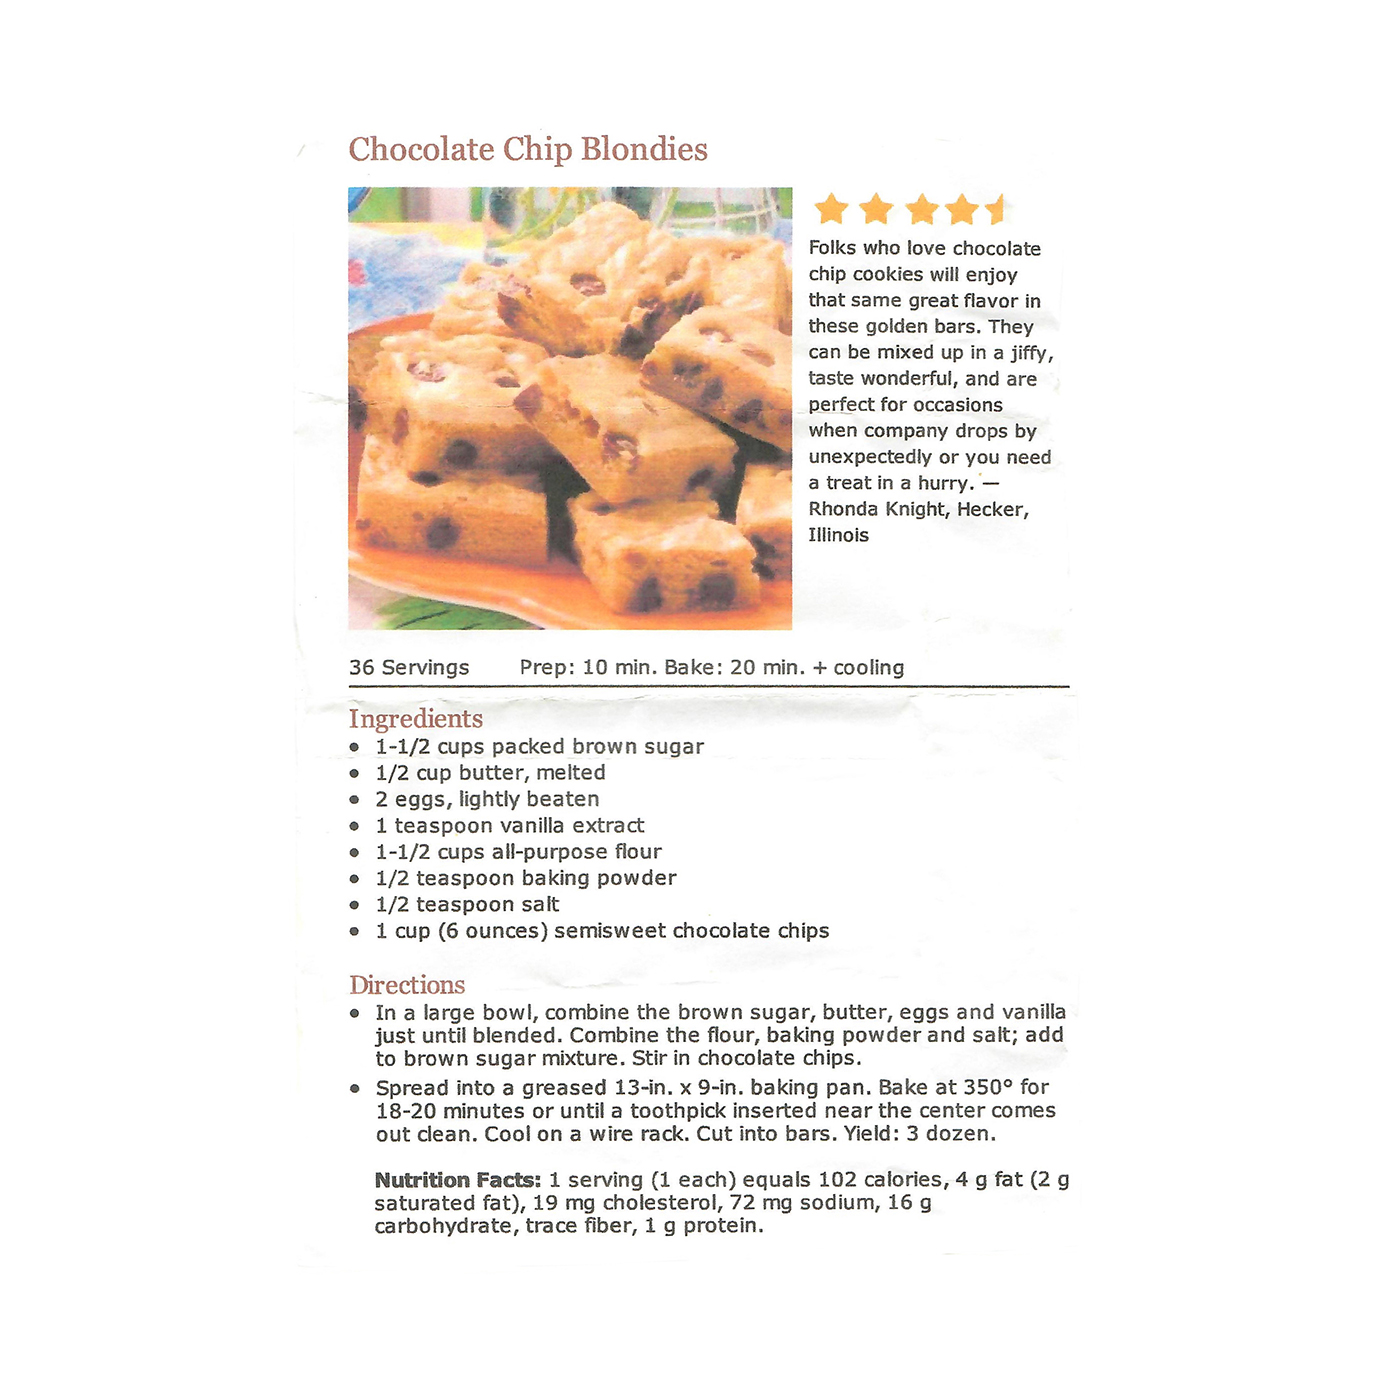 Chocolate Chip Blondies
Folks who love chocolate
chip cookies will enjoy
that same great flavor in
these golden bars. They
can be mixed up in a jiffy,
taste wonderful, and are
perfect for occasions
when company drops by
unexpectedly or you need
a treat in a hurry. —
Rhonda Knight, Hecker,
Illinois
36 Servings Prep: 10 min. Bake: 20 min. + cooling
Ingredients
• 1-1/2 cups packed brown sugar
• 1/2 cup butter, melted
• 2 eggs, lightly beaten
• 1 teaspoon vanilla extract
• 1-1/2 cups all-purpose flour
• 1/2 teaspoon baking powder
• 1/2 teaspoon salt
• 1 cup (6 ounces) semisweet chocolate chips
Directions
• In a large bowl, combine the brown sugar, butter, eggs and vanilla
just until blended. Combine the flour, baking powder and salt; add
to brown sugar mixture. Stir in chocolate chips.
• Spread into a greased 13-in. x 9-in. baking pan. Bake at 350° for
18-20 minutes or until a toothpick inserted near the center comes
out clean. Cool on a wire rack. Cut into bars. Yield: 3 dozen.
Nutrition Facts: 1 serving (1 each) equals 102 calories, 4 g fat (2 g
saturated fat), 19 mg cholesterol, 72 mg sodium, 16 g
carbohydrate, trace fiber, 1 g protein.